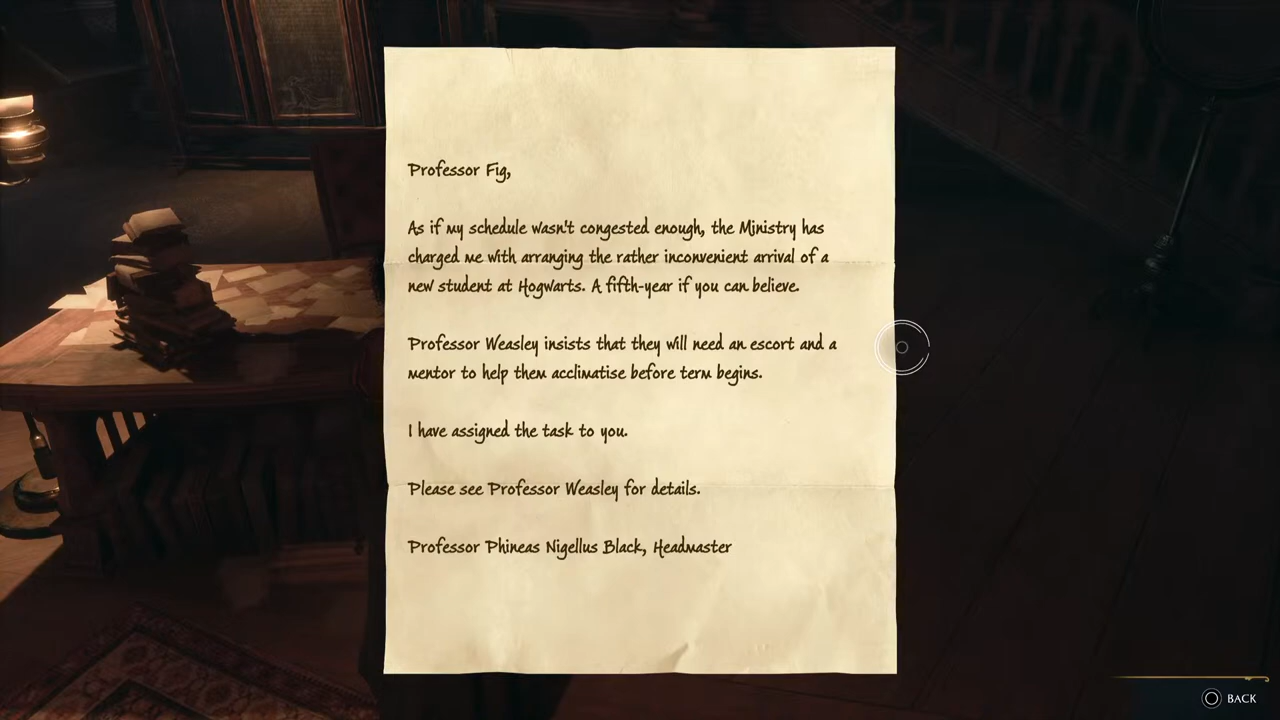 Professor Fig,
As if my schedule wasn't congested enough, the Ministry has
charged me with arranging the rather inconvenient arrival of a
new student at Hogwarts. A fifth-year if you can believe.
Professor Weasley insists that they will need an escort and a
mentor to help them acclimatise before term begins.
I have assigned the task to you.
Please see Professor Weasley for details.
Professor Phineas Nigellus Black, Headmaster
BACK